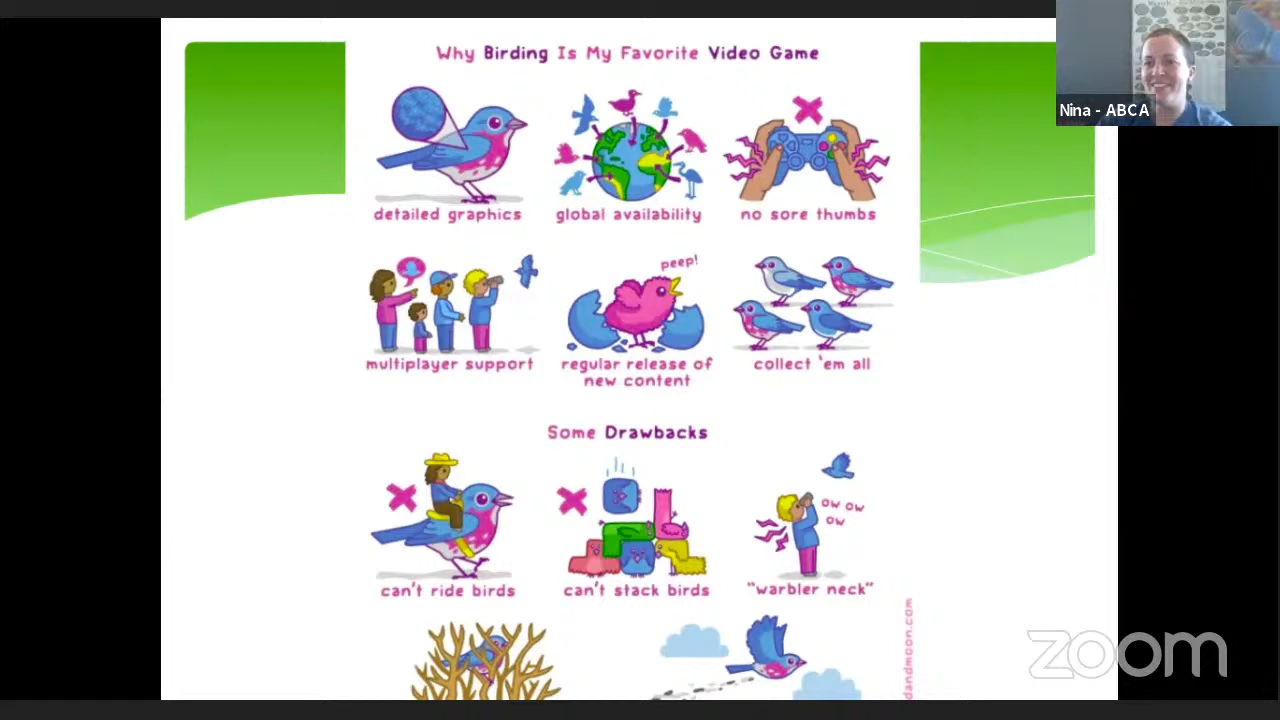 Why Birding Is My Favorite Video Game
Nina - ABCA
detailed graphics
global availability
no sore thumbs
peep!
multiplayer support
regular release of
new content
collect 'em all
Some Drawbacks
ow ow
ow
can't ride birds
can't stack birds
"warbler neck"
dandmoon.com
zoom